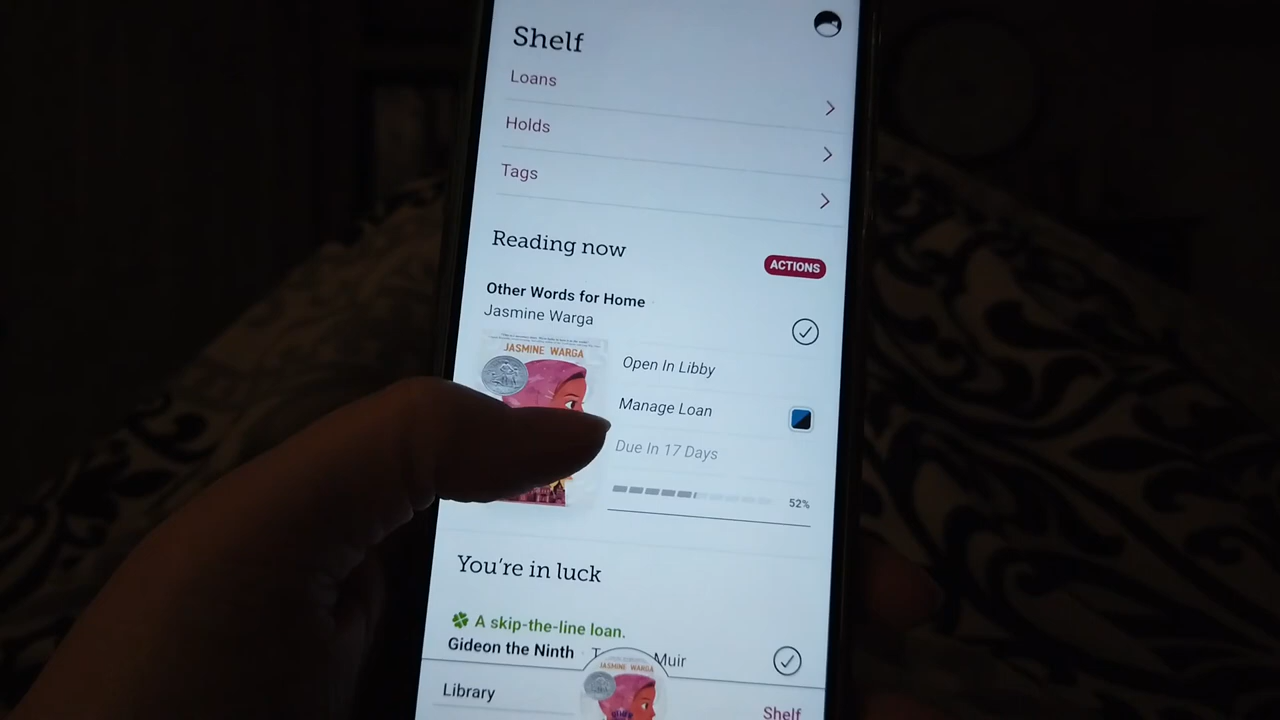 Shelf
Loans
Holds
Tags
Reading now
ACTIONS
Other Words for Home
Jasmine Warga
JASMINE WARGA
Open In Libby
Manage Loan
Due In 17 Days
52%
You're in luck
A skip-the-line loan.
Gideon the Ninth
Muir
JASMINE WARGA
Library
Shelf